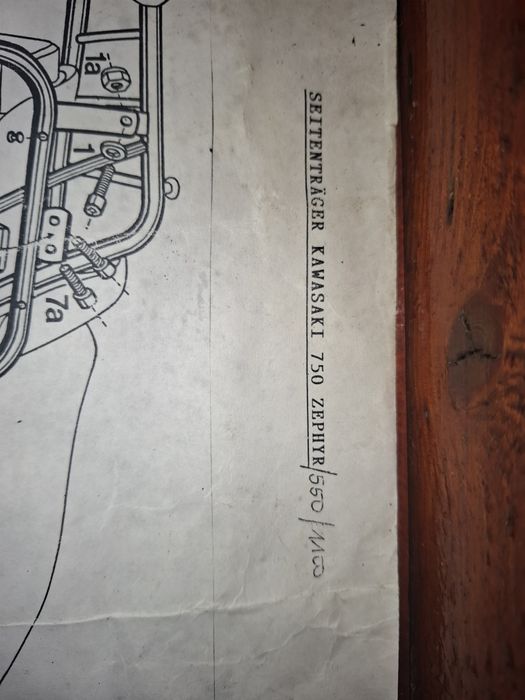 SEITENTRÄGER KAWASAKI 750 ZEPHYR/550/1100
1a
1
8
7a